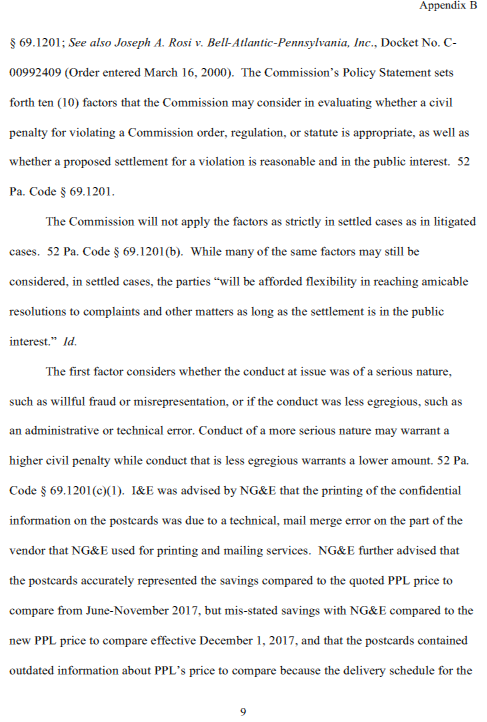 Appendix B
§ 69.1201; See also Joseph A. Rosi v. Bell-Atlantic-Pennsylvania, Inc., Docket No. C-
00992409 (Order entered March 16, 2000).  The Commission’s Policy Statement sets
forth ten (10) factors that the Commission may consider in evaluating whether a civil
penalty for violating a Commission order, regulation, or statute is appropriate, as well as
whether a proposed settlement for a violation is reasonable and in the public interest.  52
Pa. Code § 69.1201.
The Commission will not apply the factors as strictly in settled cases as in litigated
cases.  52 Pa. Code § 69.1201(b).  While many of the same factors may still be
considered, in settled cases, the parties “will be afforded flexibility in reaching amicable
resolutions to complaints and other matters as long as the settlement is in the public
interest.”  Id.
The first factor considers whether the conduct at issue was of a serious nature,
such as willful fraud or misrepresentation, or if the conduct was less egregious, such as
an administrative or technical error. Conduct of a more serious nature may warrant a
higher civil penalty while conduct that is less egregious warrants a lower amount. 52 Pa.
Code § 69.1201(c)(1).  I&E was advised by NG&E that the printing of the confidential
information on the postcards was due to a technical, mail merge error on the part of the
vendor that NG&E used for printing and mailing services.  NG&E further advised that
the postcards accurately represented the savings compared to the quoted PPL price to
compare from June-November 2017, but mis-stated savings with NG&E compared to the
new PPL price to compare effective December 1, 2017, and that the postcards contained
outdated information about PPL’s price to compare because the delivery schedule for the
9